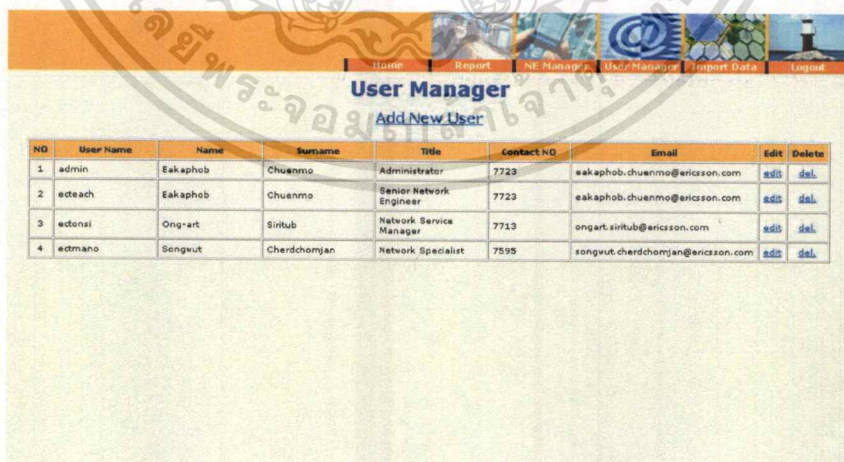 Home Report NE Manager User Manager Import Data Logout
User Manager
Add New User
NO User Name Name Surname Title Contact NO Email Edit Delete
1 admin Eakaphob Chuenmo Administrator 7723 eakaphob.chuenmo@ericsson.com edit del.
2 ecteach Eakaphob Chuenmo Senior Network Engineer 7723 eakaphob.chuenmo@ericsson.com edit del.
3 ectonsi Ong-art Siritub Network Service Manager 7713 ongart.siritub@ericsson.com edit del.
4 ectmano Songwut Cherdchomjan Network Specialist 7595 songwut.cherdchomjan@ericsson.com edit del.